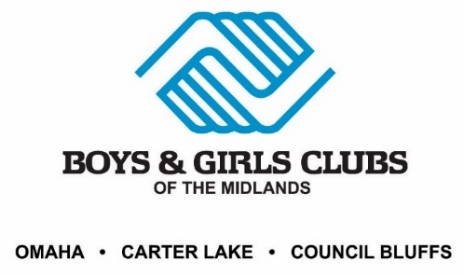 BOYS & GIRLS CLUBS
OF THE MIDLANDS
OMAHA • CARTER LAKE • COUNCIL BLUFFS